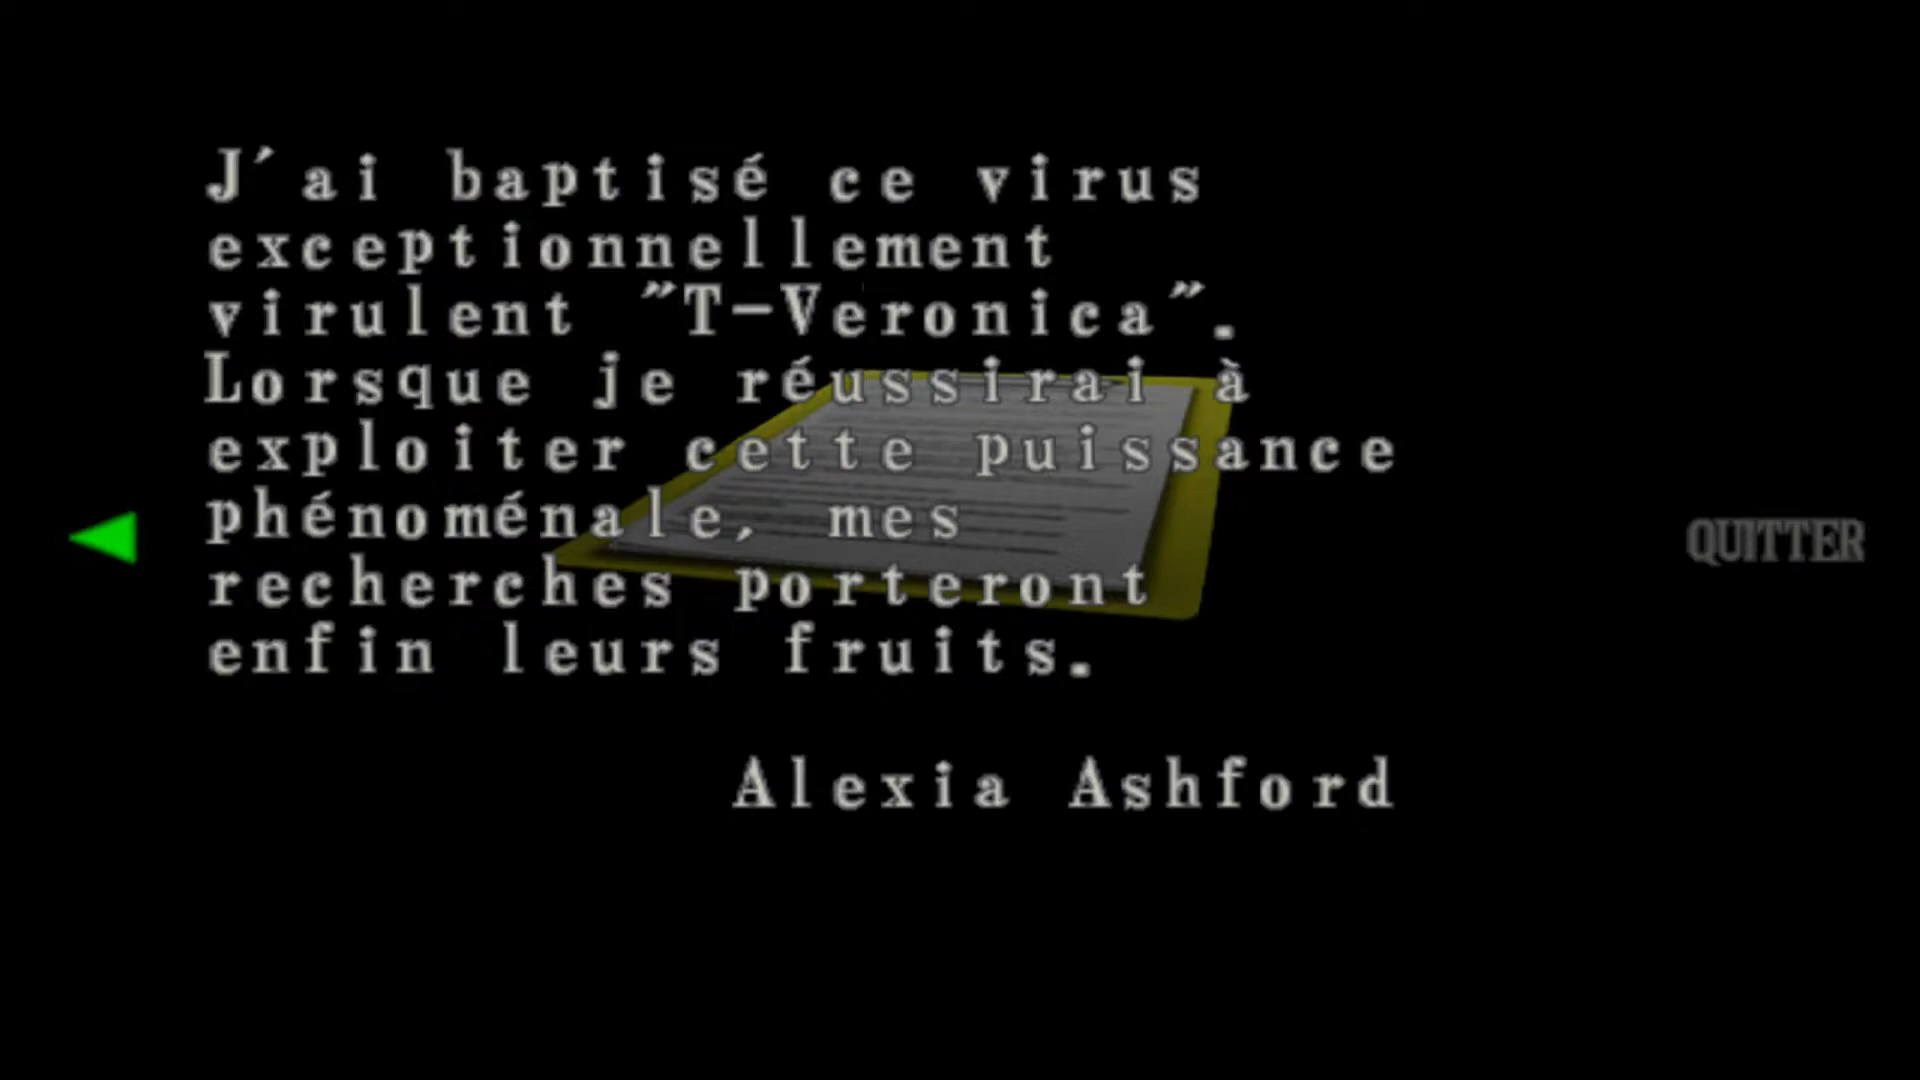 J'ai baptisé ce virus
exceptionnellement
virulent "T-Veronica".
Lorsque je réussirai à
exploiter cette puissance
phénoménale, mes
recherches porteront
enfin leurs fruits.
Alexia Ashford
QUITTER